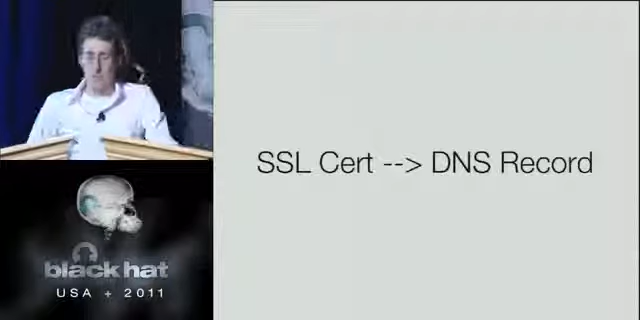 SSL Cert --> DNS Record
black hat
USA + 2011